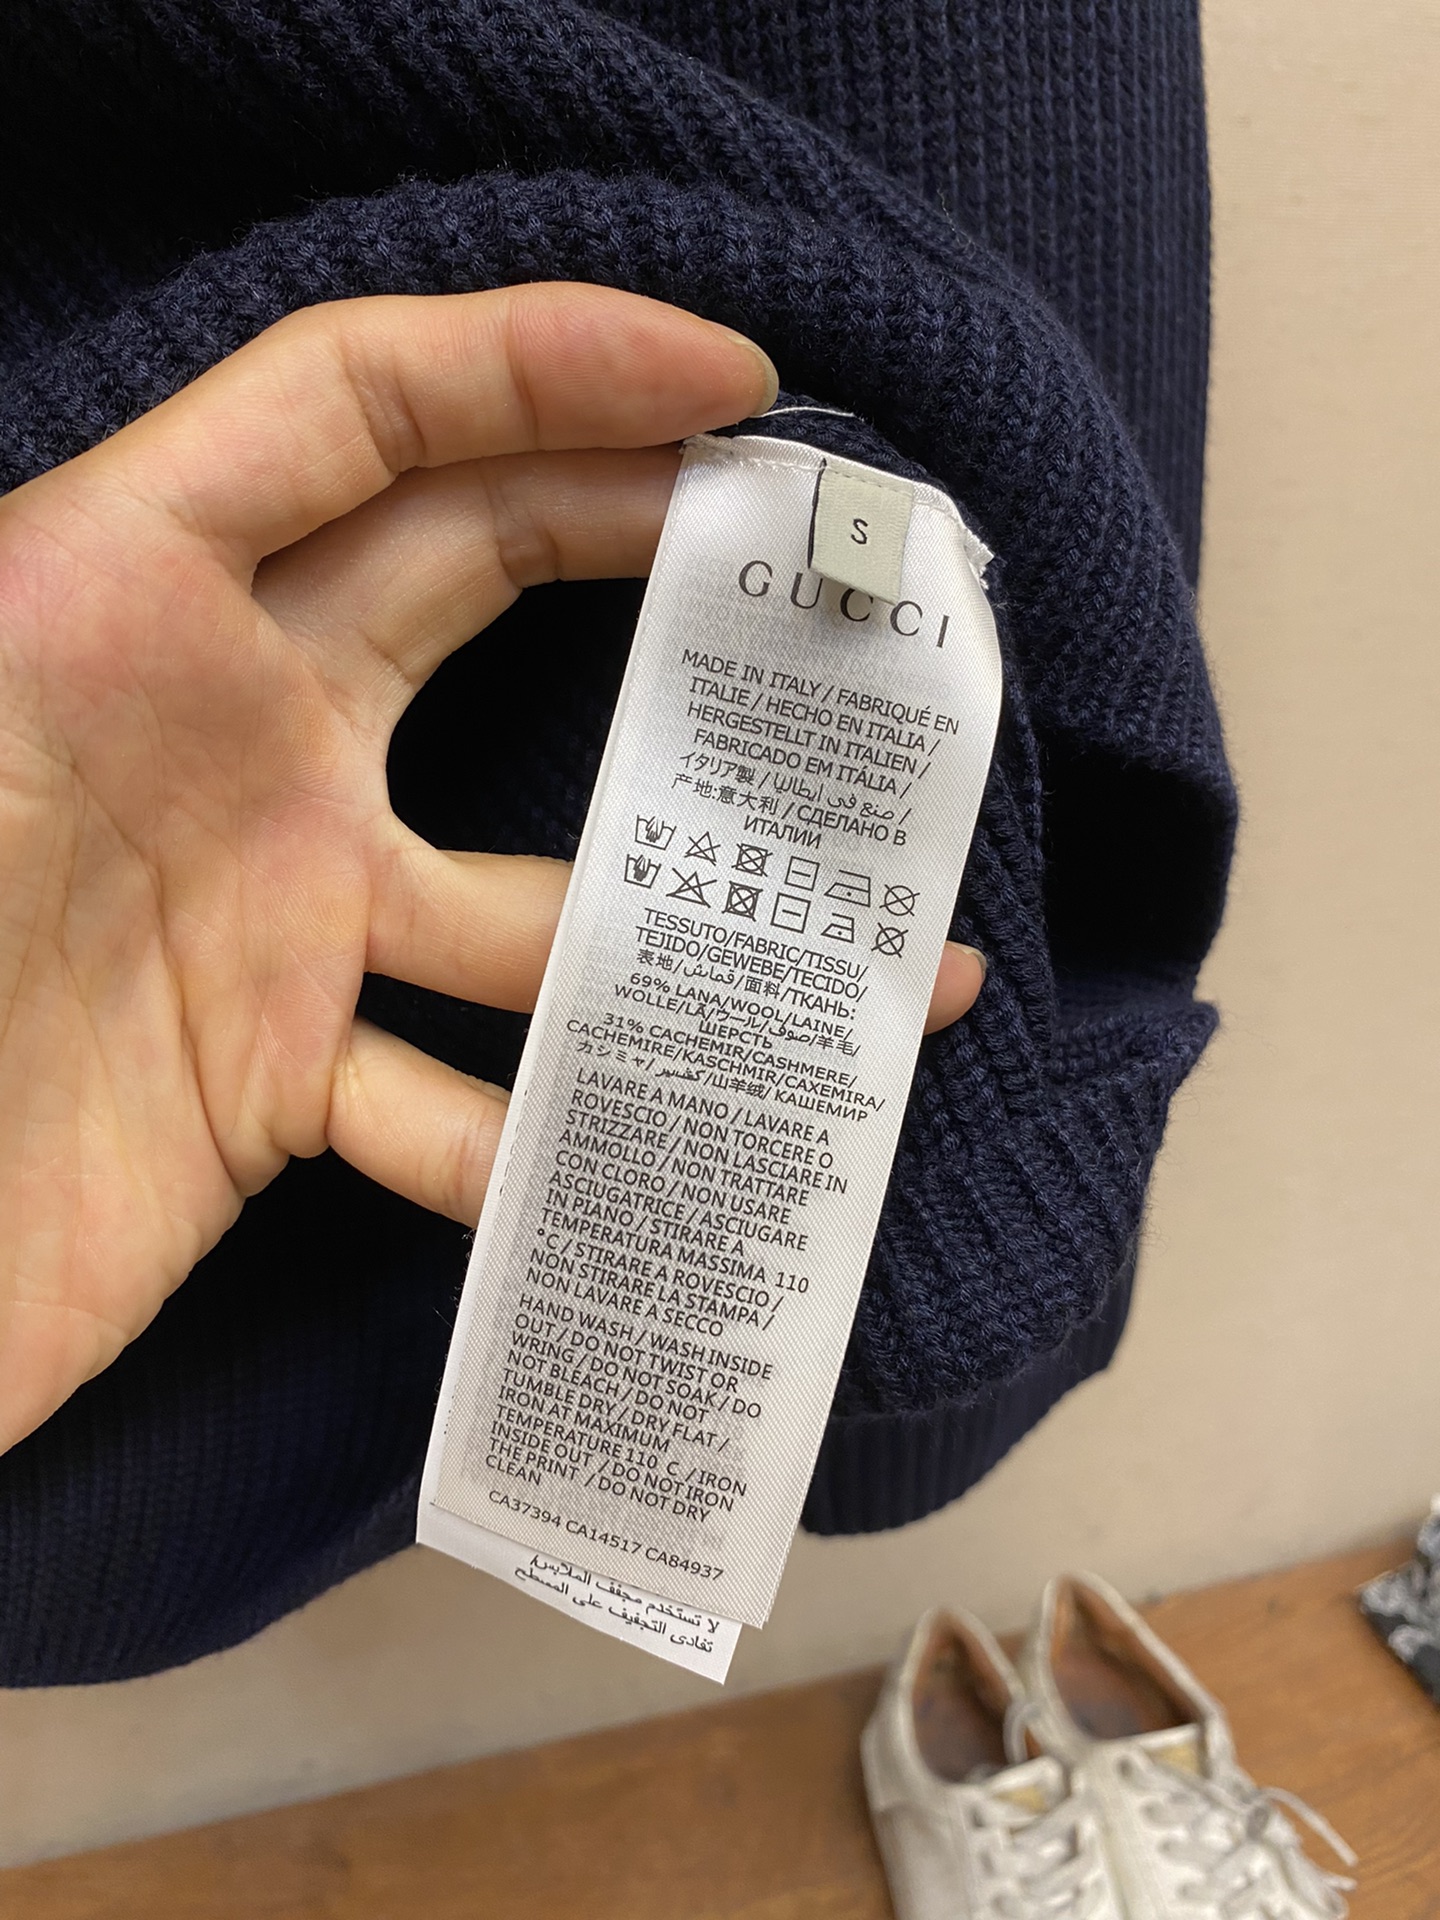 S
GUCCI
MADE IN ITALY / FABRIQUÉ EN
ITALIE / HECHO EN ITALIA /
HERGESTELLT IN ITALIEN /
FABRICADO EM ITÁLIA /
イタリア製 / صنع في ايطاليا /
产地:意大利 / СДЕЛАНО В
ИТАЛИИ
TESSUTO/FABRIC/TISSU/
TEJIDO/GEWEBE/TECIDO/
表地/قماش/面料/ТКАНЬ:
69% LANA/WOOL/LAINE/
WOLLE/LÃ/ウール/صوف/羊毛/
ШЕРСТЬ
31% CACHEMIR/CASHMERE/
CACHEMIRE/KASCHMIR/CAXEMIRA/
カシミヤ/كشمير/山羊绒/КАШЕМИР
LAVARE A MANO / LAVARE A
ROVESCIO / NON TORCERE O
STRIZZARE / NON LASCIARE IN
AMMOLLO / NON TRATTARE
CON CLORO / NON USARE
ASCIUGATRICE / ASCIUGARE
IN PIANO / STIRARE A
TEMPERATURA MASSIMA 110
°C / STIRARE A ROVESCIO /
NON STIRARE LA STAMPA /
NON LAVARE A SECCO
HAND WASH / WASH INSIDE
OUT / DO NOT TWIST OR
WRING / DO NOT SOAK / DO
NOT BLEACH / DO NOT
TUMBLE DRY / DRY FLAT /
IRON AT MAXIMUM
TEMPERATURE 110 C / IRON
INSIDE OUT / DO NOT IRON
THE PRINT / DO NOT DRY
CLEAN
CA37394 CA14517 CA84937
لا تستخدم مجفف الملابس/
تفادى التجفيف على المسطح